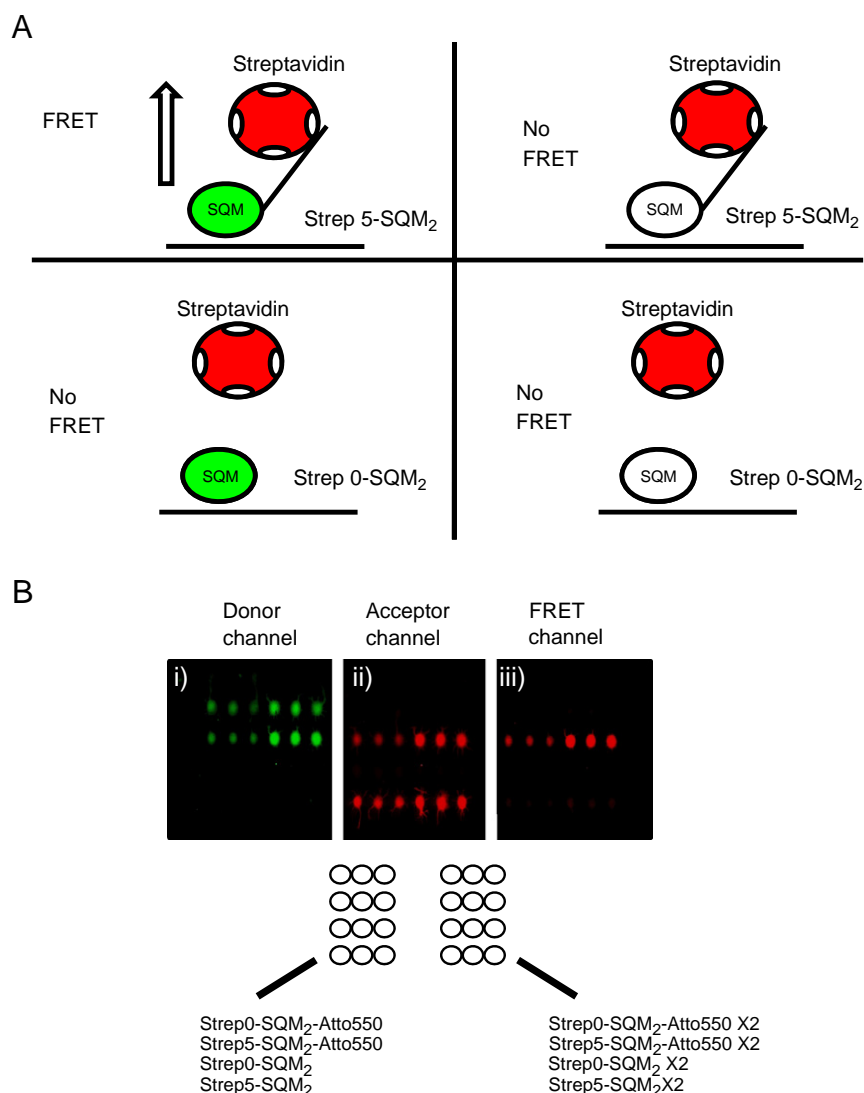 A
Streptavidin
FRET
SQM
Strep 5-SQM2
Streptavidin
No
FRET
SQM
Strep 5-SQM2
Streptavidin
No
FRET
SQM
Strep 0-SQM2
Streptavidin
No
FRET
SQM
Strep 0-SQM2
B
Donor
channel
Acceptor
channel
FRET
channel
i)
ii)
iii)
Strep0-SQM2-Atto550
Strep5-SQM2-Atto550
Strep0-SQM2
Strep5-SQM2
Strep0-SQM2-Atto550 X2
Strep5-SQM2-Atto550 X2
Strep0-SQM2 X2
Strep5-SQM2X2